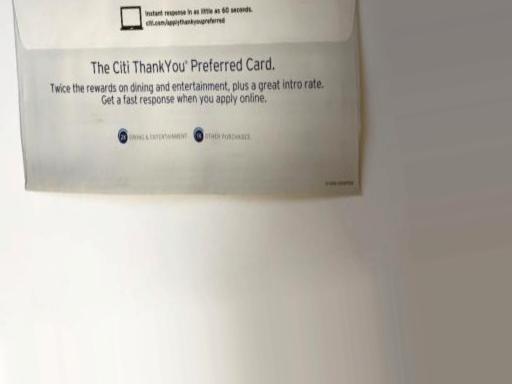 Instant response in as little as 60 seconds.
citi.com/applythankyoupreferred
The Citi ThankYou® Preferred Card.
Twice the rewards on dining and entertainment, plus a great intro rate.
Get a fast response when you apply online.
2X DINING & ENTERTAINMENT 1X OTHER PURCHASES